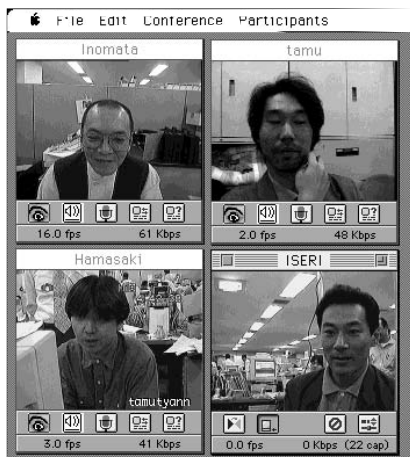 File Edit Conference Participants
Inomata
tamu
16.0 fps 61 Kbps
2.0 fps 48 Kbps
Hamasaki
ISERI
tamutyann
3.0 fps 41 Kbps
0.0 fps 0 Kbps (22 cap)